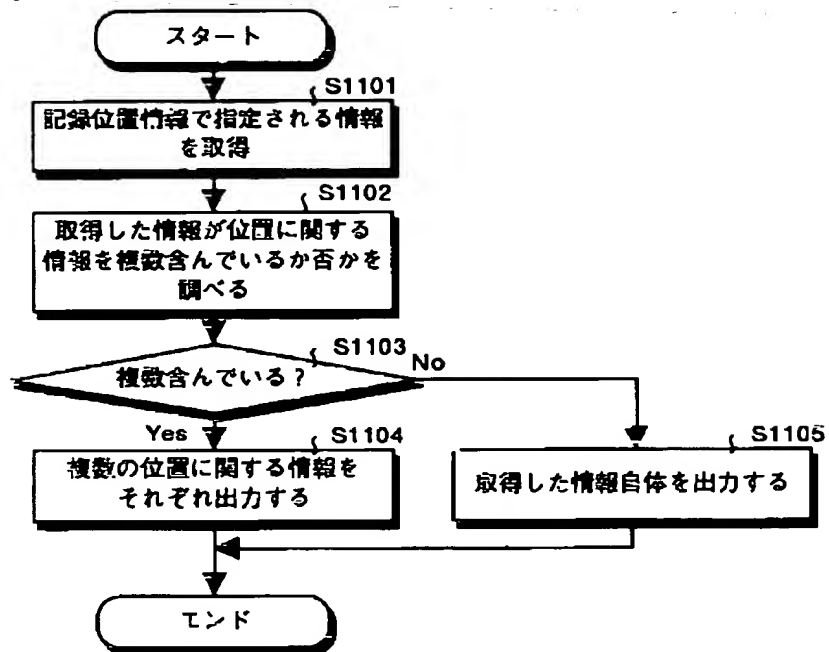 スタート
S1101
記録位置情報で指定される情報
を取得
S1102
取得した情報が位置に関する
情報を複数含んでいるか否かを
調べる
S1103
複数含んでいる?
No
Yes
S1104
複数の位置に関する情報を
それぞれ出力する
S1105
取得した情報自体を出力する
エンド